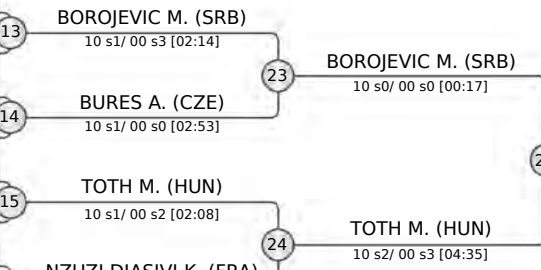 BOROJEVIC M. (SRB)
13
10 s1/ 00 s3 [02:14]
BOROJEVIC M. (SRB)
23
10 s0/ 00 s0 [00:17]
BURES A. (CZE)
14
10 s1/ 00 s0 [02:53]
TOTH M. (HUN)
15
10 s1/ 00 s2 [02:08]
TOTH M. (HUN)
24
10 s2/ 00 s3 [04:35]